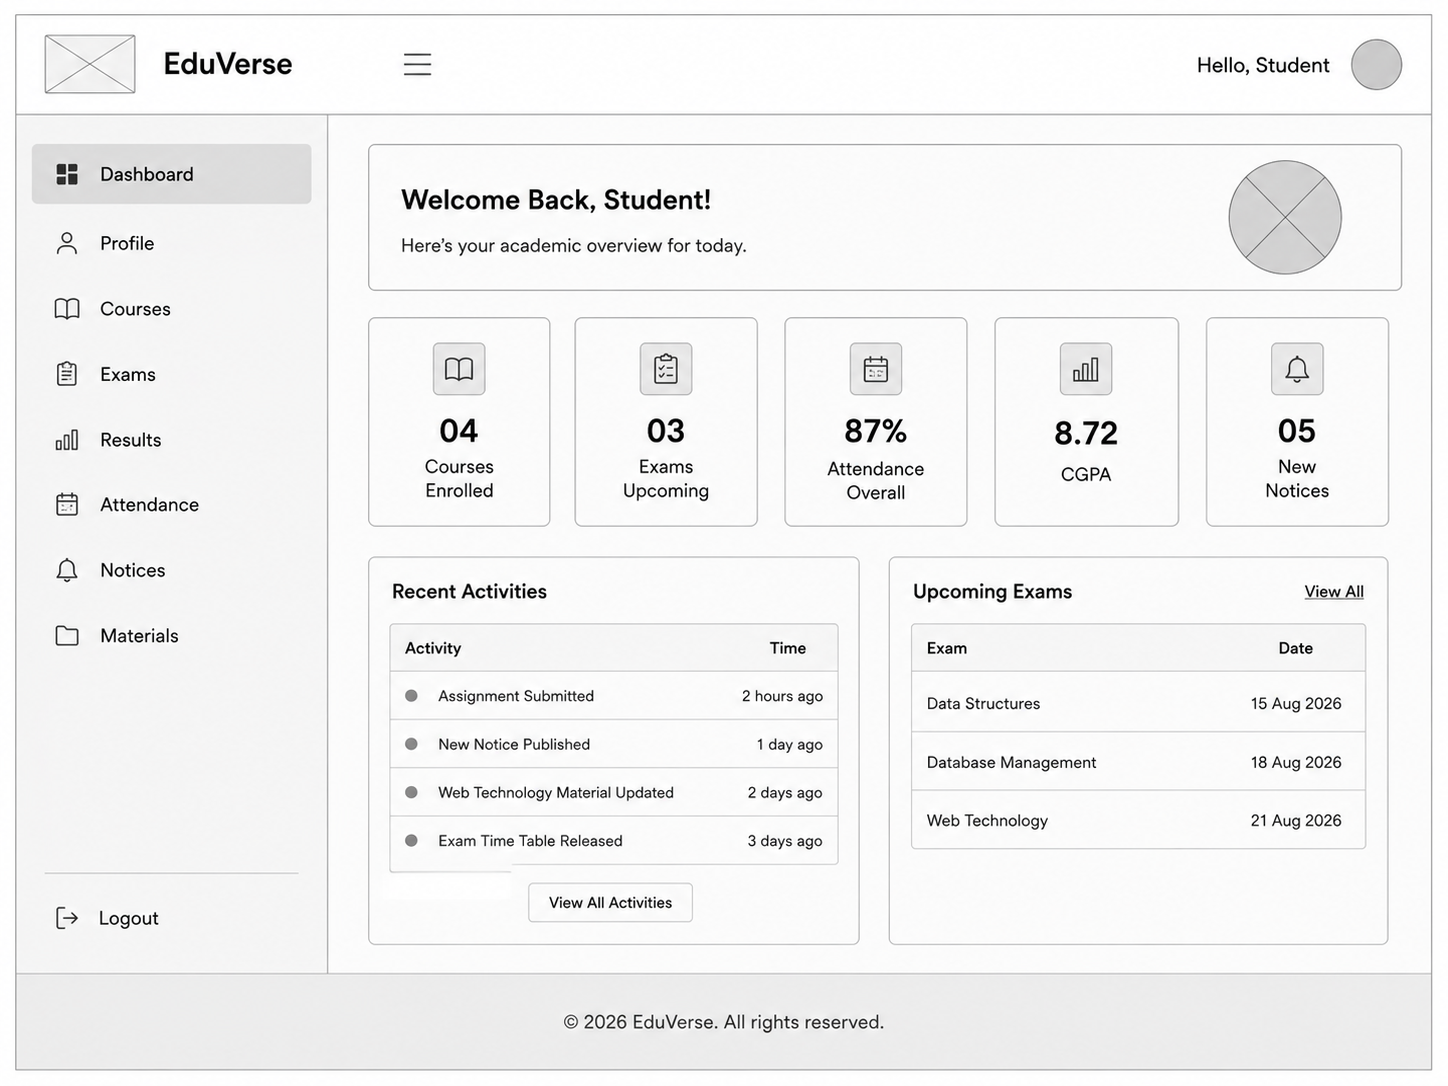 EduVerse
Hello, Student
Dashboard
Profile
Courses
Exams
Results
Attendance
Notices
Materials
Logout
Welcome Back, Student!
Here’s your academic overview for today.
04
Courses
Enrolled
03
Exams
Upcoming
87%
Attendance
Overall
8.72
CGPA
05
New
Notices
Recent Activities
Activity Time
Assignment Submitted 2 hours ago
New Notice Published 1 day ago
Web Technology Material Updated 2 days ago
Exam Time Table Released 3 days ago
View All Activities
Upcoming Exams View All
Exam Date
Data Structures 15 Aug 2026
Database Management 18 Aug 2026
Web Technology 21 Aug 2026
© 2026 EduVerse. All rights reserved.